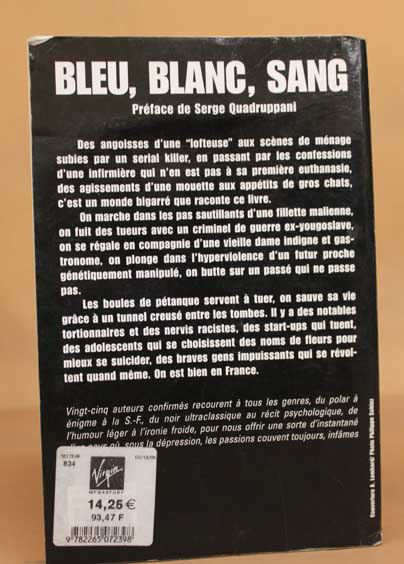 BLEU, BLANC, SANG
Préface de Serge Quadruppani
Des angoisses d'une "lofteuse" aux scènes de ménage
subies par un serial killer, en passant par les confessions
d'une infirmière qui n'en est pas à sa première euthanasie,
des agissements d'une mouette aux appétits de gros chats,
c'est un monde bigarré que raconte ce livre.
On marche dans les pas sautillants d'une fillette malienne,
on fuit des tueurs avec un criminel de guerre ex-yougoslave,
on se régale en compagnie d'une vieille dame indigne et gas-
tronome, on plonge dans l'hyperviolence d'un futur proche
génétiquement manipulé, on butte sur un passé qui ne passe
pas.
Les boules de pétanque servent à tuer, on sauve sa vie
grâce à un tunnel creusé entre les tombes. Il y a des notables
tortionnaires et des nervis racistes, des start-ups qui tuent,
des adolescents qui se choisissent des noms de fleurs pour
mieux se suicider, des braves gens impuissants qui se révol-
tent quand même. On est bien en France.
Vingt-cinq auteurs confirmés recourent à tous les genres, du polar à
énigme à la S.-F., du noir ultraclassique au récit psychologique, de
l'humour léger à l'ironie froide, pour nous offrir une sorte d'instantané
où, sous la dépression, les passions couvent toujours, infâmes
SECTEUR
834
Virgin
MEGASTORE
14,25 €
93,47 F
9 782265 072398
Couverture A. Lombard/ Photo Philippe Sohiez